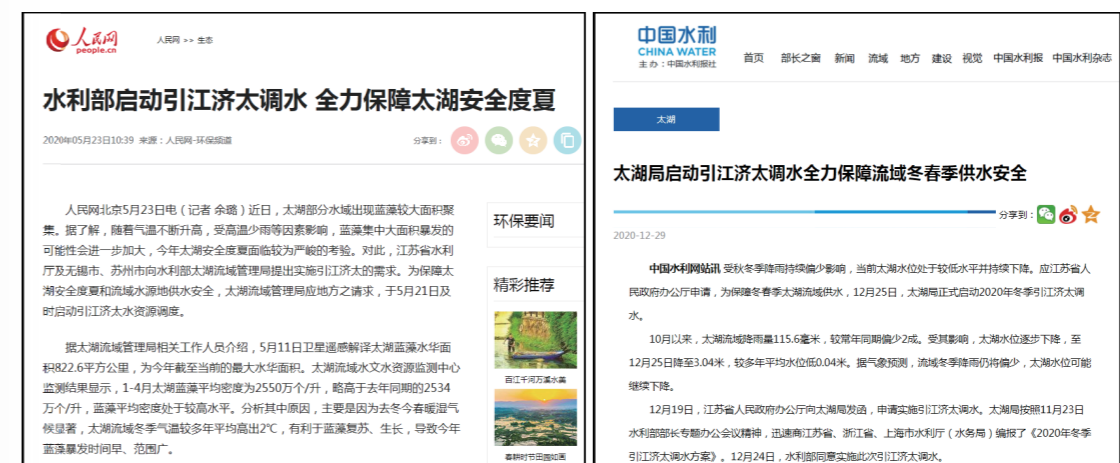 人民网
people.cn
人民网 >> 生态
水利部启动引江济太调水 全力保障太湖安全度夏
2020年05月23日10:39 来源：人民网-环保频道
分享到：
人民网北京5月23日电（记者 余璐）近日，太湖部分水域出现蓝藻较大面积聚
集。据了解，随着气温不断升高，受高温少雨等因素影响，蓝藻集中大面积暴发的
可能性会进一步加大，今年太湖安全度夏面临较为严峻的考验。对此，江苏省水利
厅及无锡市、苏州市向水利部太湖流域管理局提出实施引江济太的需求。为保障太
湖安全度夏和流域水源地供水安全，太湖流域管理局应地方之请求，于5月21日及
时启动引江济太水资源调度。
据太湖流域管理局相关工作人员介绍，5月11日卫星遥感解译太湖蓝藻水华面
积822.6平方公里，为今年截至当前的最大水华面积。太湖流域水文水资源监测中心
监测结果显示，1-4月太湖蓝藻平均密度为2550万个/升，略高于去年同期的2534
万个/升，蓝藻平均密度处于较高水平。分析其中原因，主要是因为去冬今春暖湿气
候显著，太湖流域冬季气温较多年平均高出2℃，有利于蓝藻复苏、生长，导致今年
蓝藻暴发时间早、范围广。
环保要闻
精彩推荐
百江千河万溪水美
春耕时节田园如画
中国水利
CHINA WATER
主 办：中国水利报社
首页 部长之窗 新闻 流域 地方 建设 视觉 中国水利报 中国水利杂志
太湖
太湖局启动引江济太调水全力保障流域冬春季供水安全
分享到：
2020-12-29
中国水利网站讯 受秋冬季降雨持续偏少影响，当前太湖水位处于较低水平并持续下降。应江苏省人
民政府办公厅申请，为保障冬春季太湖流域供水，12月25日，太湖局正式启动2020年冬季引江济太调
水。
10月以来，太湖流域降雨量115.6毫米，较常年同期偏少2成。受其影响，太湖水位逐步下降，至
12月25日降至3.04米，较多年平均水位低0.04米。据气象预测，流域冬季降雨仍将偏少，太湖水位可能
继续下降。
12月19日，江苏省人民政府办公厅向太湖局发函，申请实施引江济太调水。太湖局按照11月23日
水利部部长专题办公会议精神，迅速商江苏省、浙江省、上海市水利厅（水务局）编报了《2020年冬季
引江济太调水方案》。12月24日，水利部同意实施此次引江济太调水。